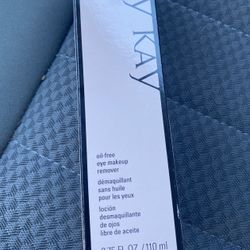 Y KAY
oil-free
eye makeup
remover
démaquillant
sans huile
pour les yeux
loción
desmaquillante
de ojos
libre de aceite
3.75 FL. OZ. / 110 mL